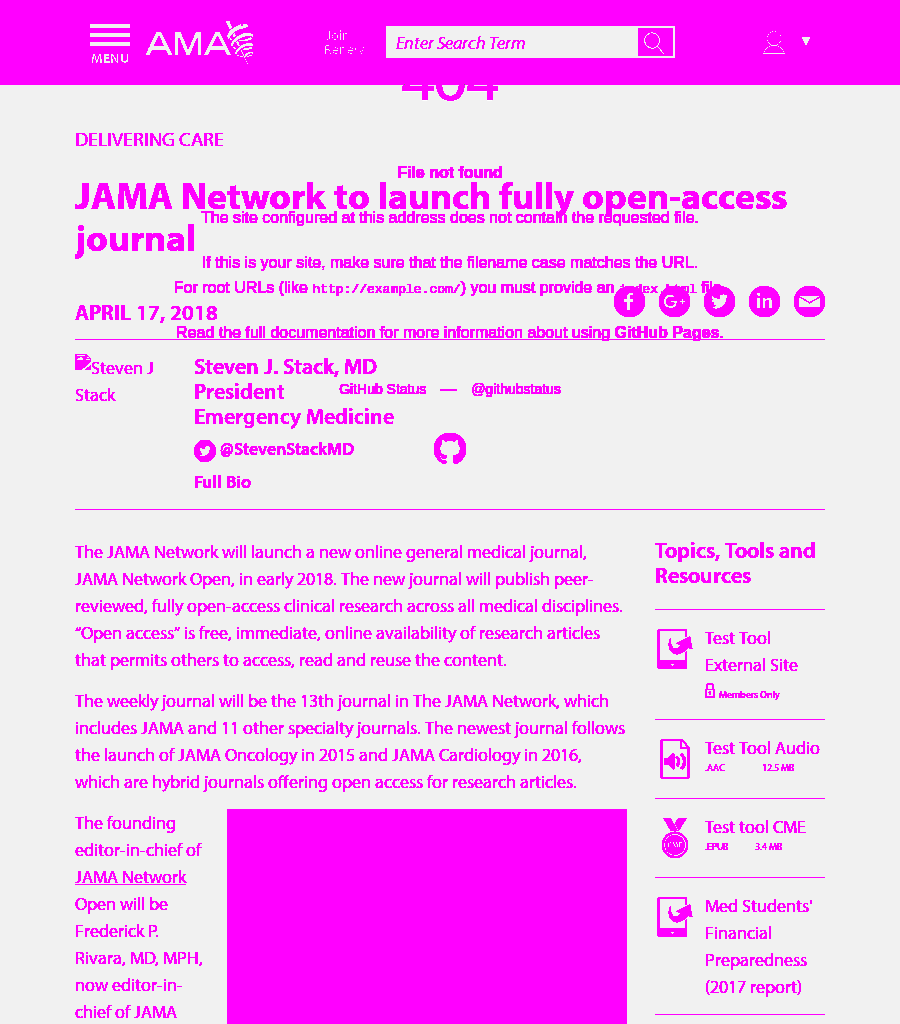 MENU
AMA
Join
Renew
Enter Search Term
404
DELIVERING CARE
File not found
JAMA Network to launch fully open-access
The site configured at this address does not contain the requested file.
journal
If this is your site, make sure that the filename case matches the URL.
For root URLs (like http://example.com/) you must provide an index.html file.
APRIL 17, 2018
Read the full documentation for more information about using GitHub Pages.
Steven J
Stack
Steven J. Stack, MD
President
GitHub Status — @githubstatus
Emergency Medicine
@StevenStackMD
Full Bio
The JAMA Network will launch a new online general medical journal,
JAMA Network Open, in early 2018. The new journal will publish peer-
reviewed, fully open-access clinical research across all medical disciplines.
“Open access” is free, immediate, online availability of research articles
that permits others to access, read and reuse the content.
The weekly journal will be the 13th journal in The JAMA Network, which
includes JAMA and 11 other specialty journals. The newest journal follows
the launch of JAMA Oncology in 2015 and JAMA Cardiology in 2016,
which are hybrid journals offering open access for research articles.
The founding
editor-in-chief of
JAMA Network
Open will be
Frederick P.
Rivara, MD, MPH,
now editor-in-
chief of JAMA
Topics, Tools and
Resources
Test Tool
External Site
Members Only
Test Tool Audio
.AAC 12.5 MB
Test tool CME
.EPUB 3.4 MB
Med Students'
Financial
Preparedness
(2017 report)